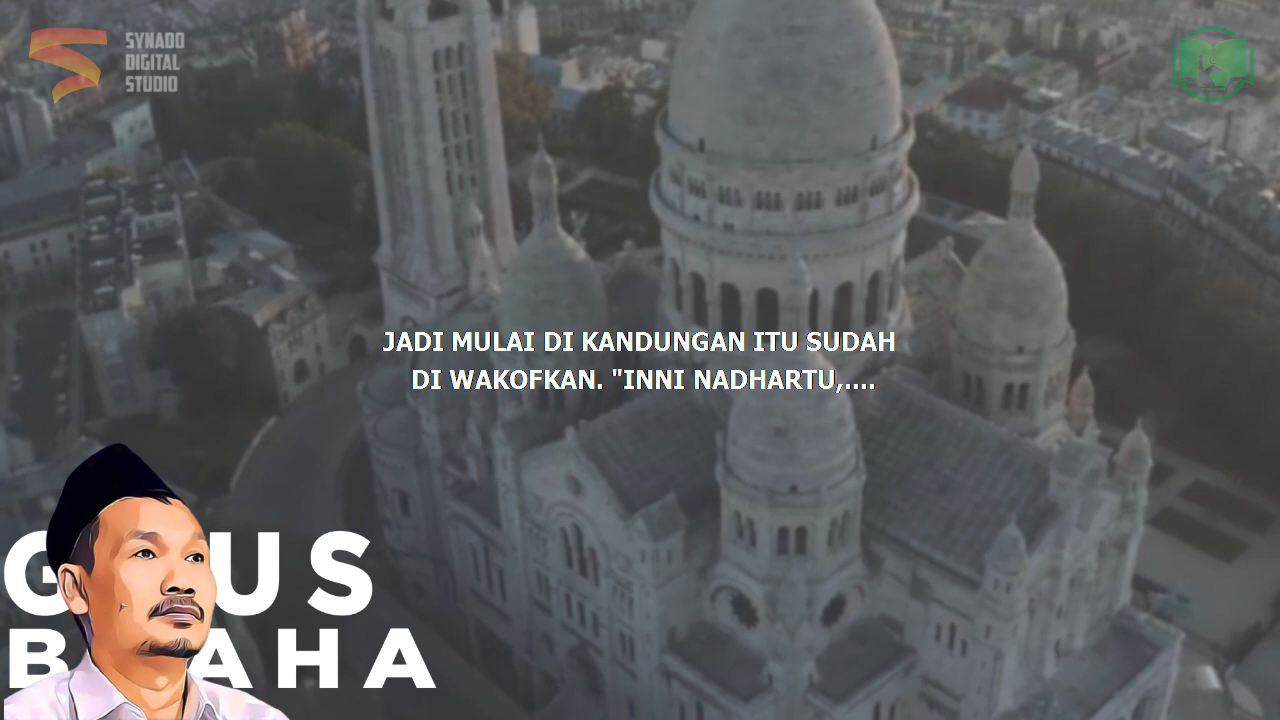 SYNADO
DIGITAL
STUDIO
JADI MULAI DI KANDUNGAN ITU SUDAH
DI WAKOFKAN. "INNI NADHARTU,....
GUS
BAHA